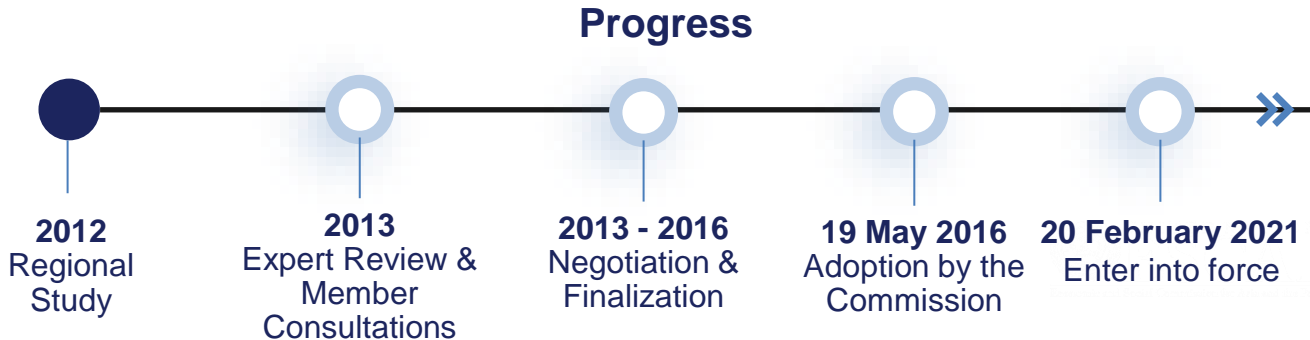 Progress
2012
Regional
Study
2013
Expert Review &
Member
Consultations
2013 - 2016
Negotiation &
Finalization
19 May 2016
Adoption by the
Commission
20 February 2021
Enter into force